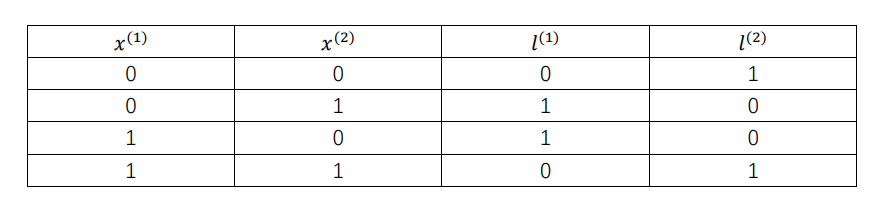 x^(1) x^(2) l^(1) l^(2)
0 0 0 1
0 1 1 0
1 0 1 0
1 1 0 1